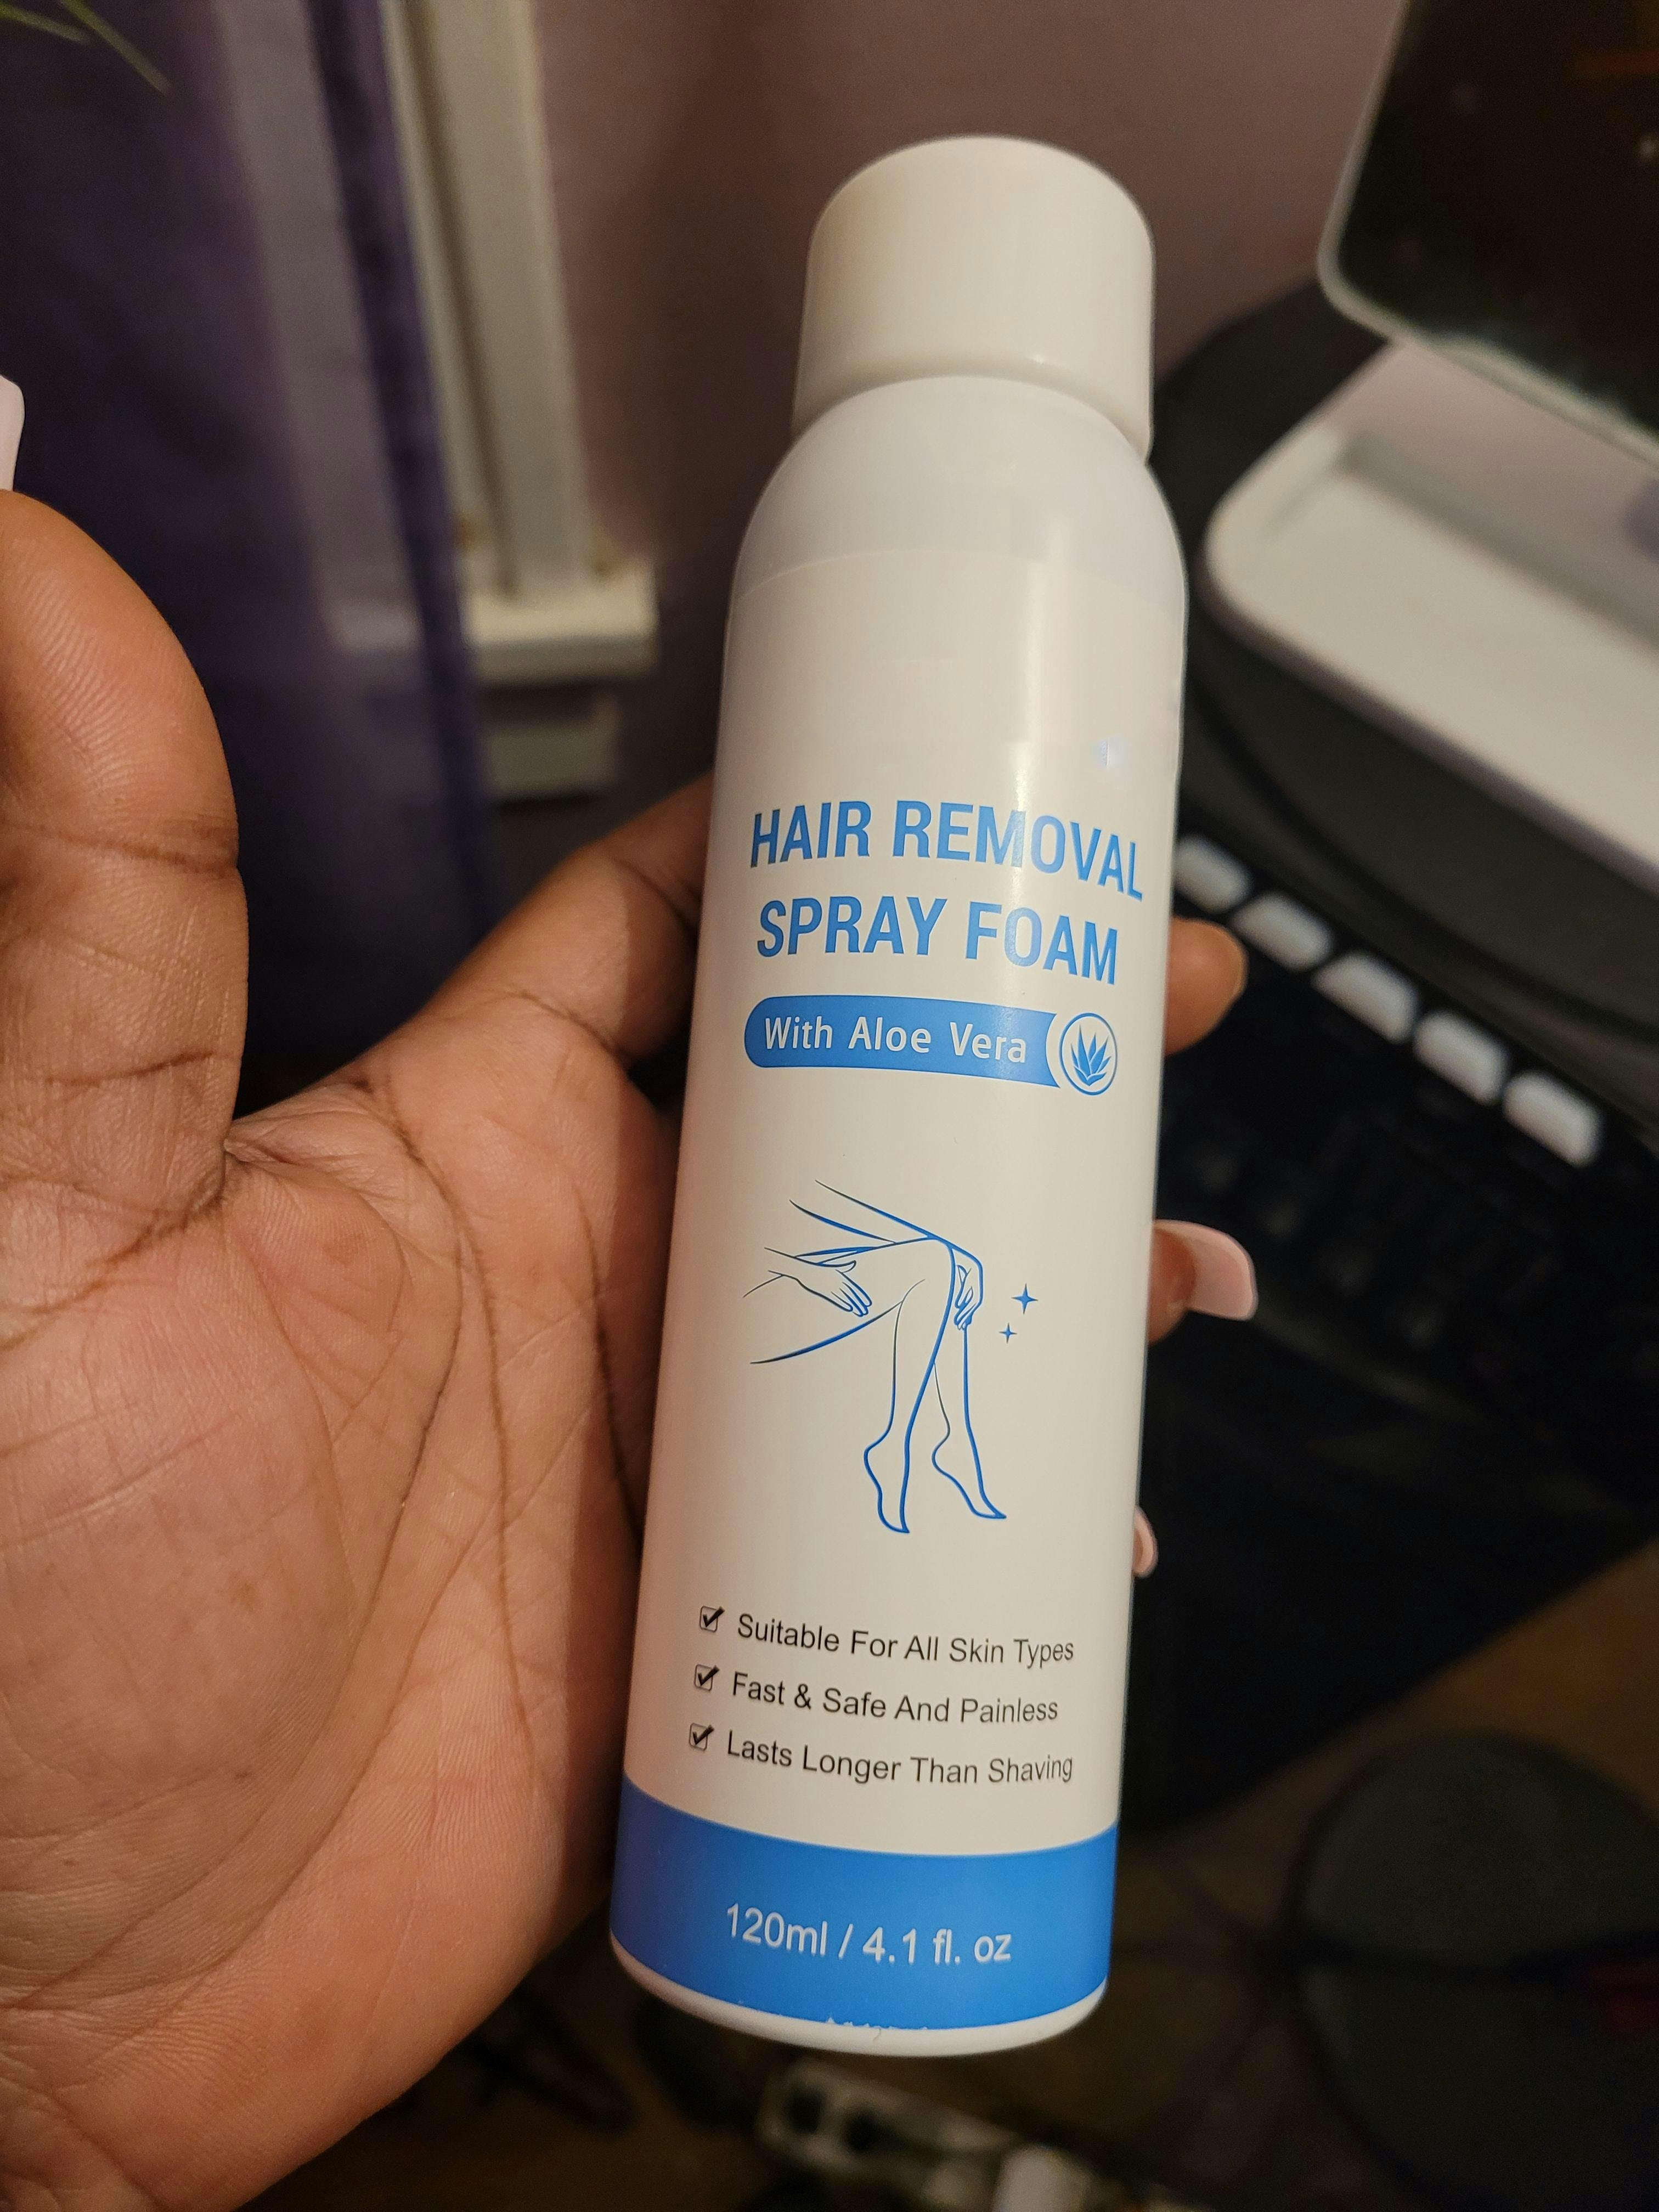 HAIR REMOVAL
SPRAY FOAM
With Aloe Vera
Suitable For All Skin Types
Fast & Safe And Painless
Lasts Longer Than Shaving
120ml / 4.1 fl. oz